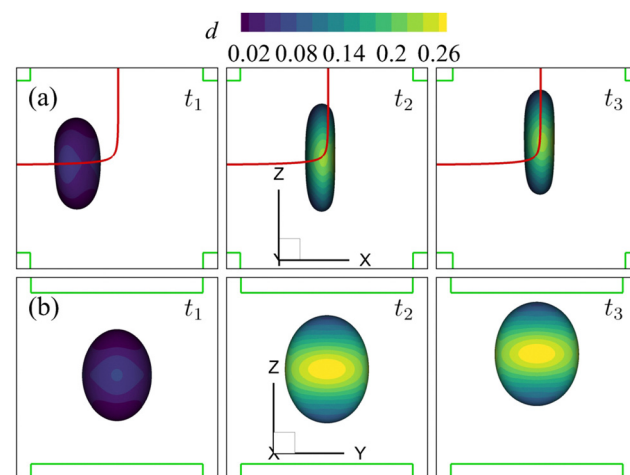 d
0.02 0.08 0.14 0.2 0.26
(a) t₁ t₂ t₃
Z
Y X
(b) t₁ t₂ t₃
Z
X Y